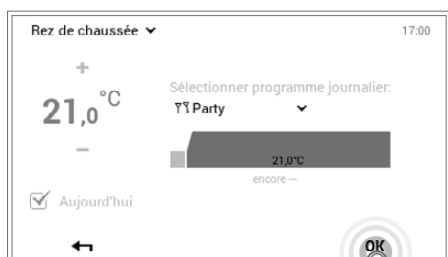 Rez de chaussée
17:00
+
21,0°C
−
Sélectionner programme journalier:
Party
21,0°C
encore --
Aujourd'hui
OK